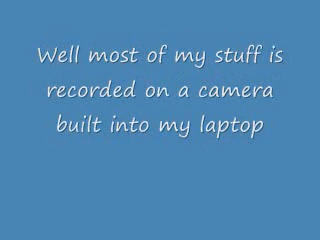 Well most of my stuff is
recorded on a camera
built into my laptop